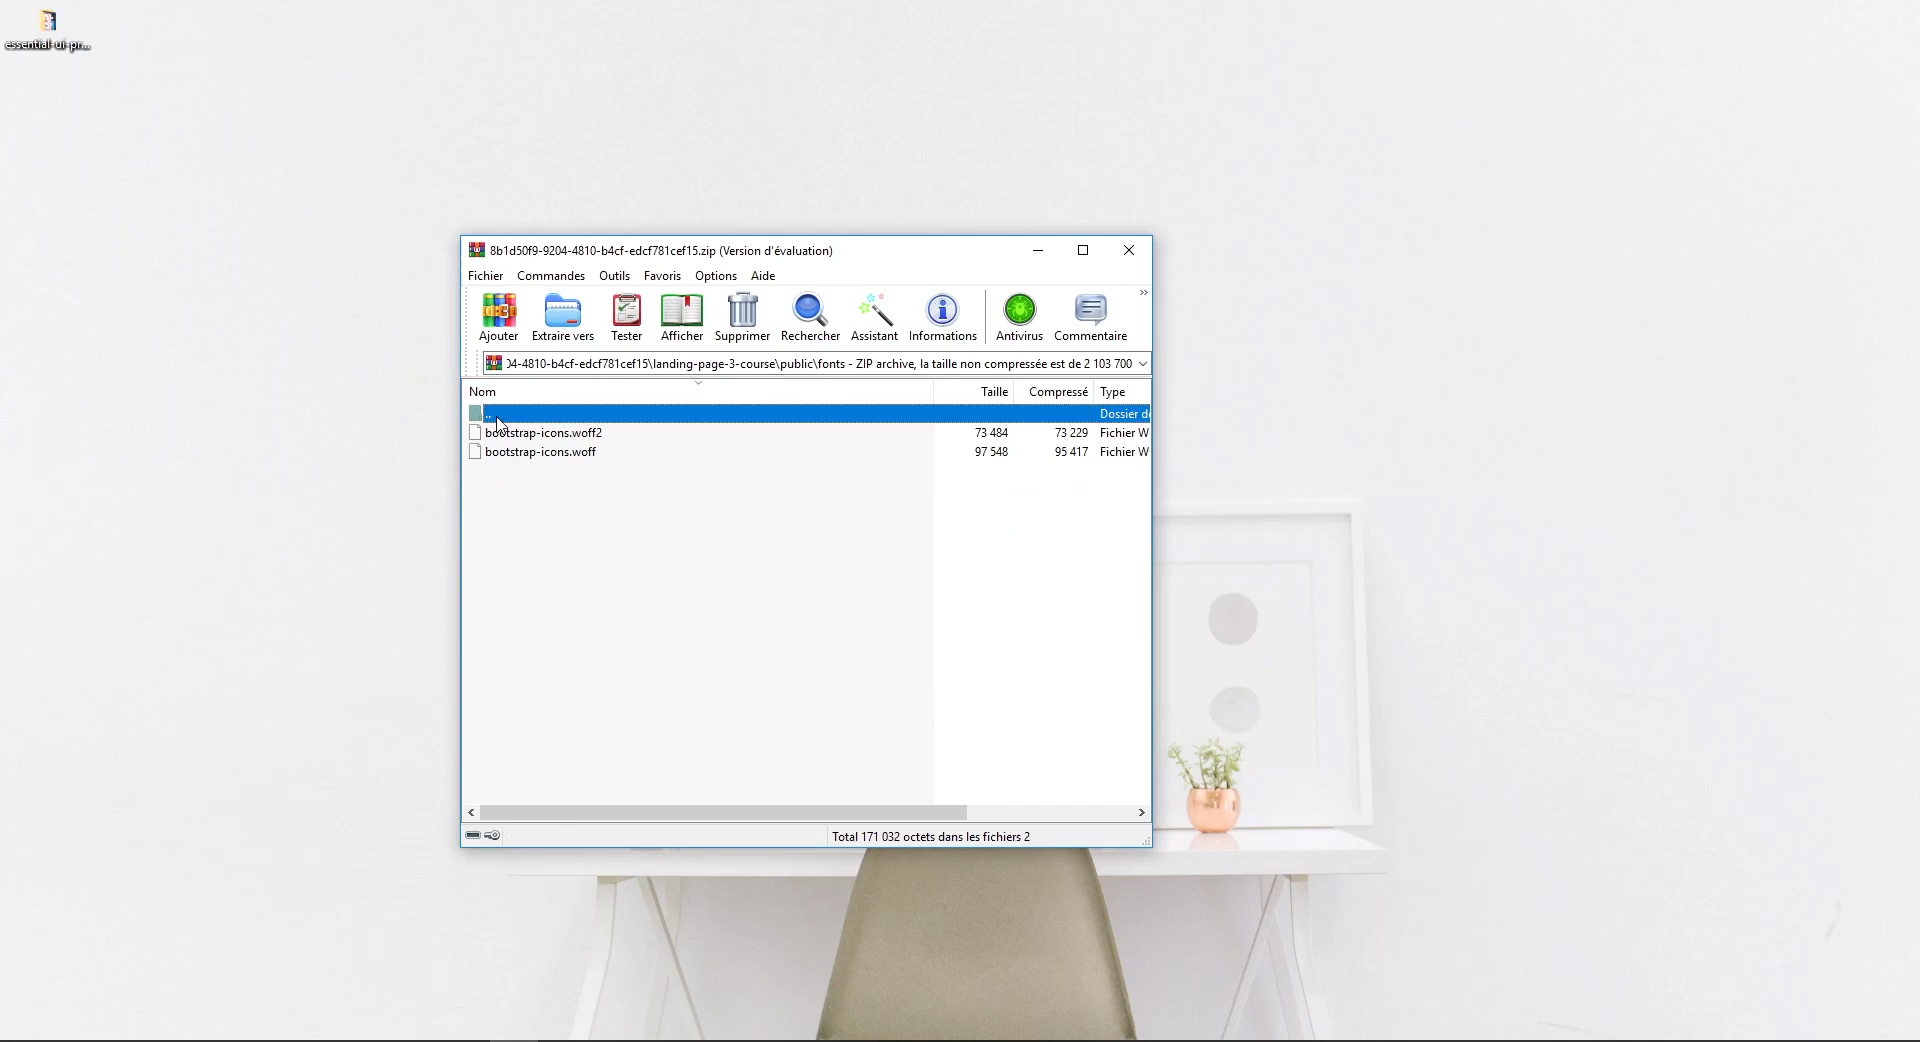 essential-ui-pr...
8b1d50f9-9204-4810-b4cf-edcf781cef15.zip (Version d'évaluation)
Fichier Commandes Outils Favoris Options Aide
Ajouter Extraire vers Tester Afficher Supprimer Rechercher Assistant Informations Antivirus Commentaire
04-4810-b4cf-edcf781cef15\landing-page-3-course\public\fonts - ZIP archive, la taille non compressée est de 2 103 700
Nom Taille Compressé Type
.. Dossier de
bootstrap-icons.woff2 73 484 73 229 Fichier W
bootstrap-icons.woff 97 548 95 417 Fichier W
Total 171 032 octets dans les fichiers 2